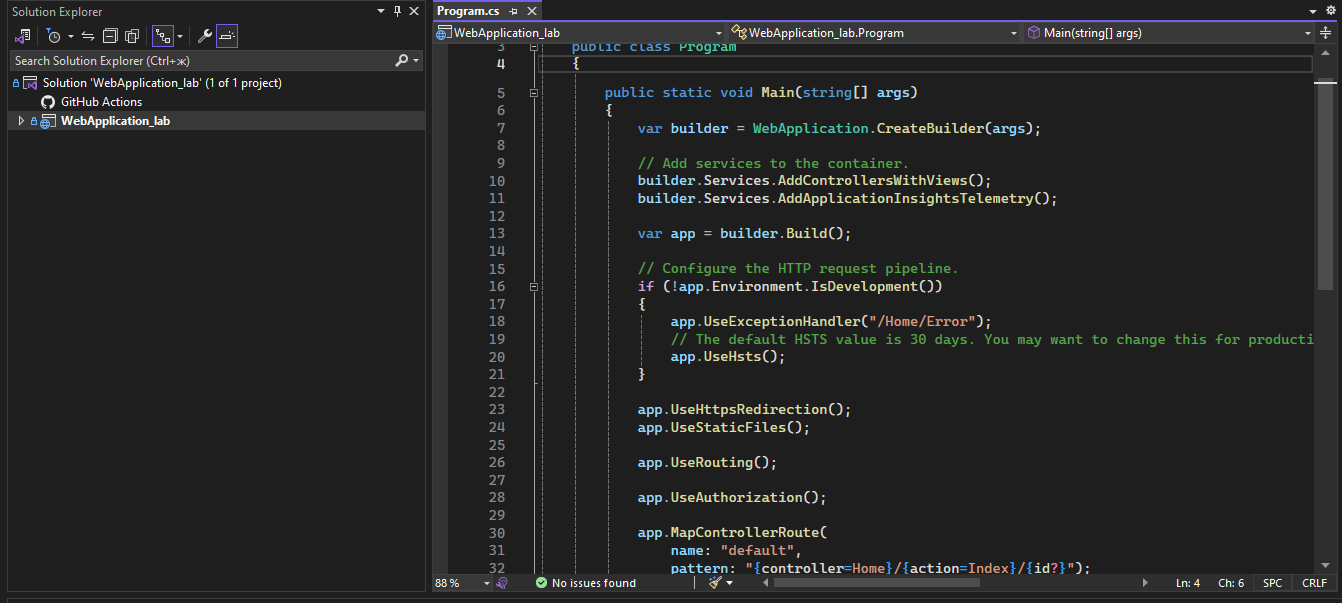 Solution Explorer
Search Solution Explorer (Ctrl+ж)
Solution 'WebApplication_lab' (1 of 1 project)
GitHub Actions
WebApplication_lab
Program.cs
WebApplication_lab
WebApplication_lab.Program
Main(string[] args)
3 public class Program
4 {
5 public static void Main(string[] args)
6 {
7 var builder = WebApplication.CreateBuilder(args);
8
9 // Add services to the container.
10 builder.Services.AddControllersWithViews();
11 builder.Services.AddApplicationInsightsTelemetry();
12
13 var app = builder.Build();
14
15 // Configure the HTTP request pipeline.
16 if (!app.Environment.IsDevelopment())
17 {
18 app.UseExceptionHandler("/Home/Error");
19 // The default HSTS value is 30 days. You may want to change this for producti
20 app.UseHsts();
21 }
22
23 app.UseHttpsRedirection();
24 app.UseStaticFiles();
25
26 app.UseRouting();
27
28 app.UseAuthorization();
29
30 app.MapControllerRoute(
31 name: "default",
32 pattern: "{controller=Home}/{action=Index}/{id?}");
88 %
No issues found
Ln: 4
Ch: 6
SPC
CRLF